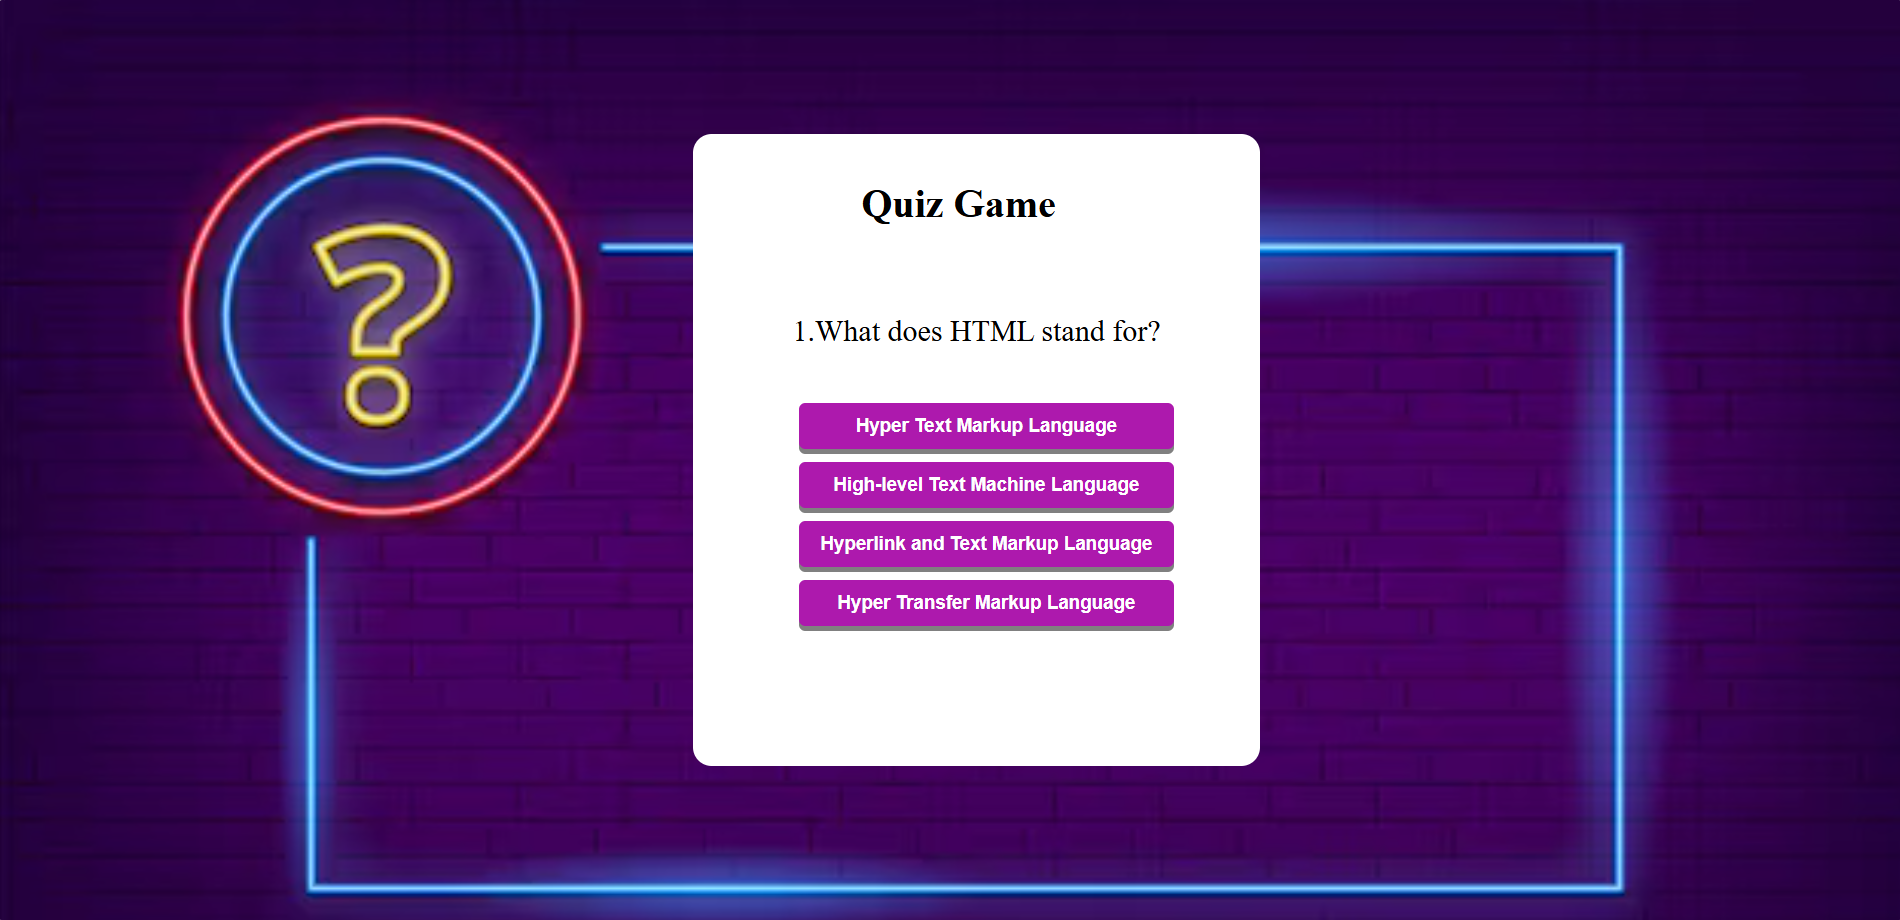 Quiz Game
1.What does HTML stand for?
Hyper Text Markup Language
High-level Text Machine Language
Hyperlink and Text Markup Language
Hyper Transfer Markup Language